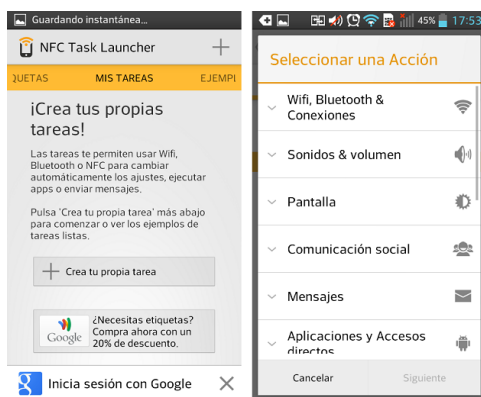 Guardando instantánea...
NFC Task Launcher
QUETAS
MIS TAREAS
EJEMPL
¡Crea tus propias
tareas!
Las tareas te permiten usar Wifi,
Bluetooth o NFC para cambiar
automáticamente los ajustes, ejecutar
apps o enviar mensajes.
Pulsa 'Crea tu propia tarea' más abajo
para comenzar o ver los ejemplos de
tareas listas.
Crea tu propia tarea
Google
¿Necesitas etiquetas?
Compra ahora con un
20% de descuento.
Inicia sesión con Google
45%
17:53
Seleccionar una Acción
Wifi, Bluetooth &
Conexiones
Sonidos & volumen
Pantalla
Comunicación social
Mensajes
Aplicaciones y Accesos
directos
Cancelar
Siguiente